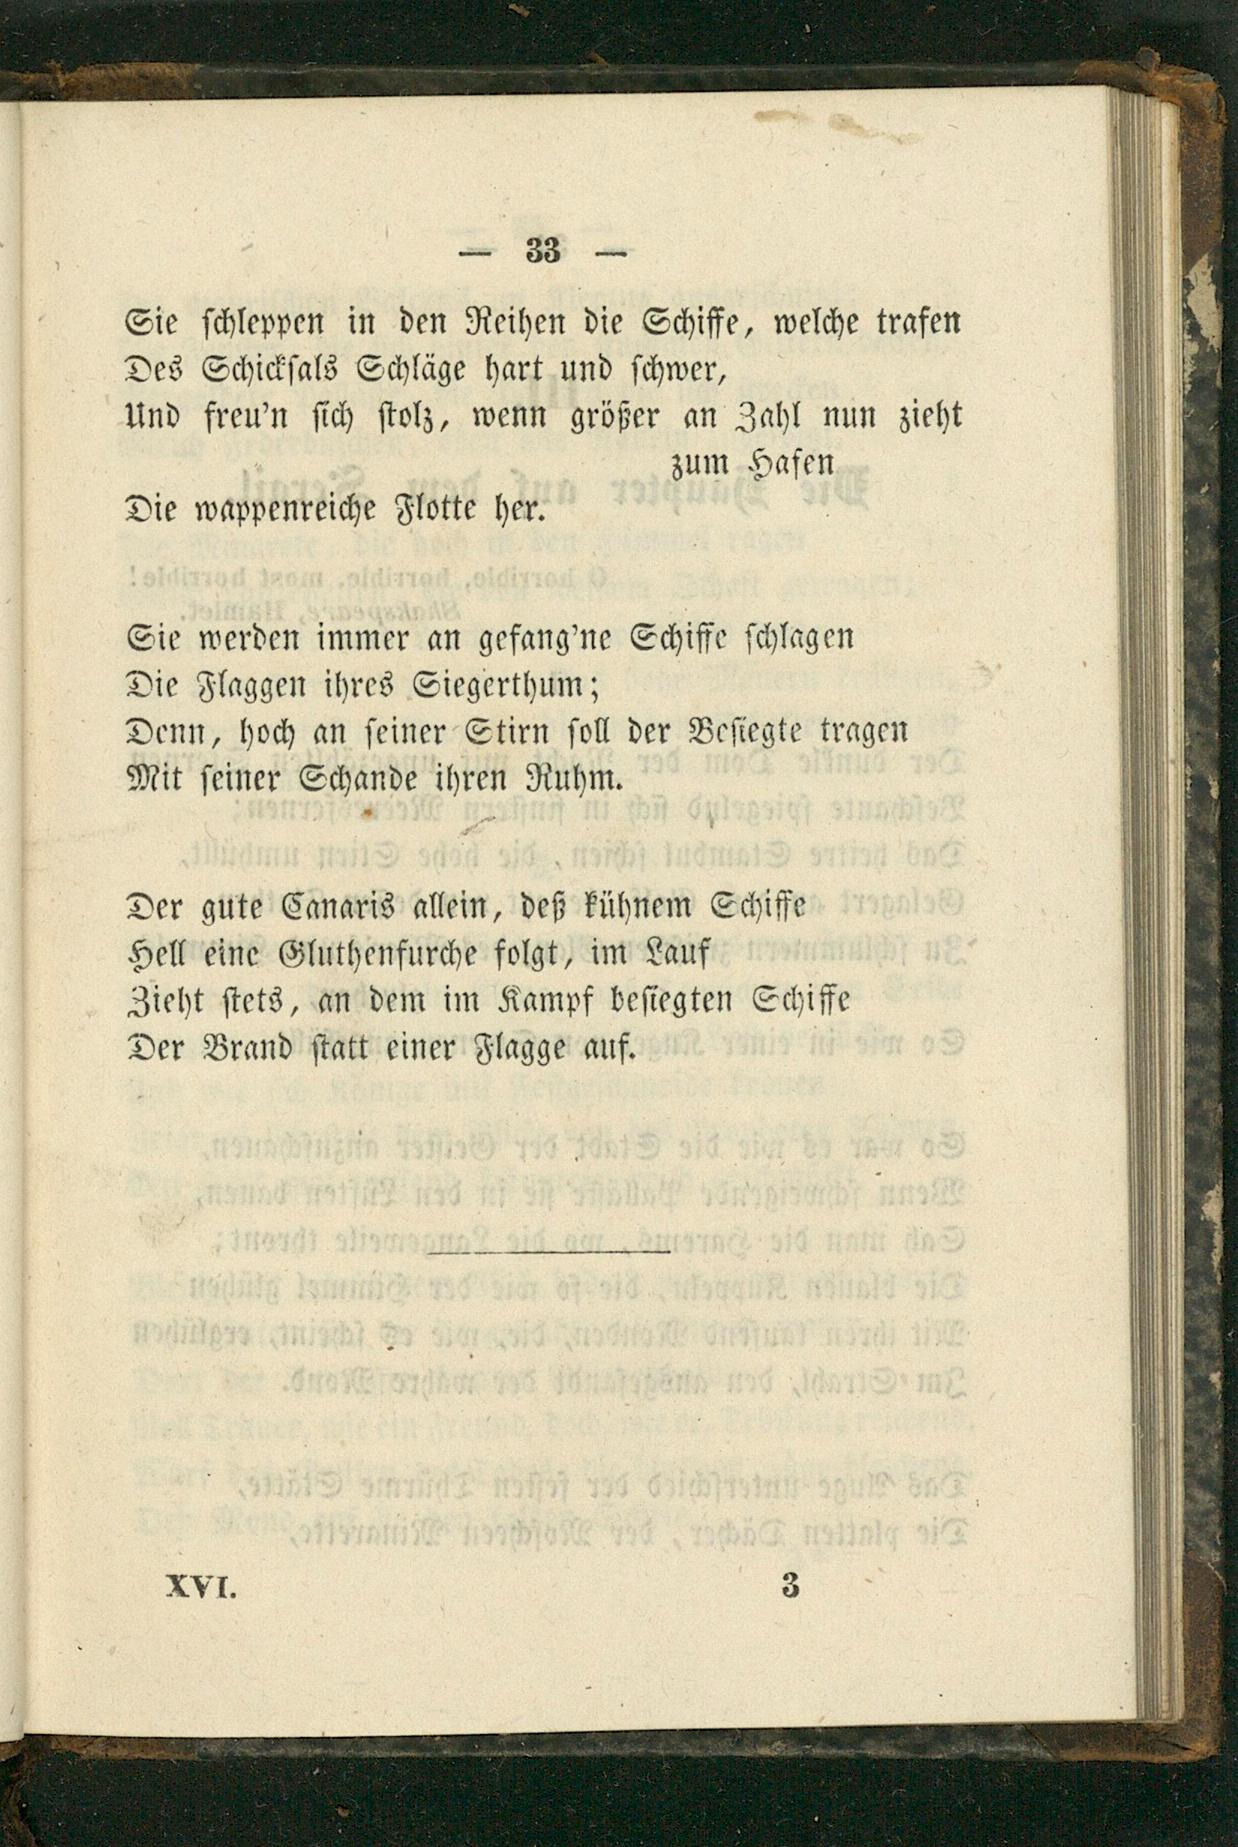 — 33 —
Sie schleppen in den Reihen die Schiffe, welche trafen
Des Schicksals Schläge hart und schwer,
Und freu'n sich stolz, wenn größer an Zahl nun zieht
zum Hafen
Die wappenreiche Flotte her.
Sie werden immer an gefang'ne Schiffe schlagen
Die Flaggen ihres Siegerthum;
Denn, hoch an seiner Stirn soll der Besiegte tragen
Mit seiner Schande ihren Ruhm.
Der gute Canaris allein, deß kühnem Schiffe
Hell eine Gluthenfurche folgt, im Lauf
Zieht stets, an dem im Kampf besiegten Schiffe
Der Brand statt einer Flagge auf.
XVI. 3